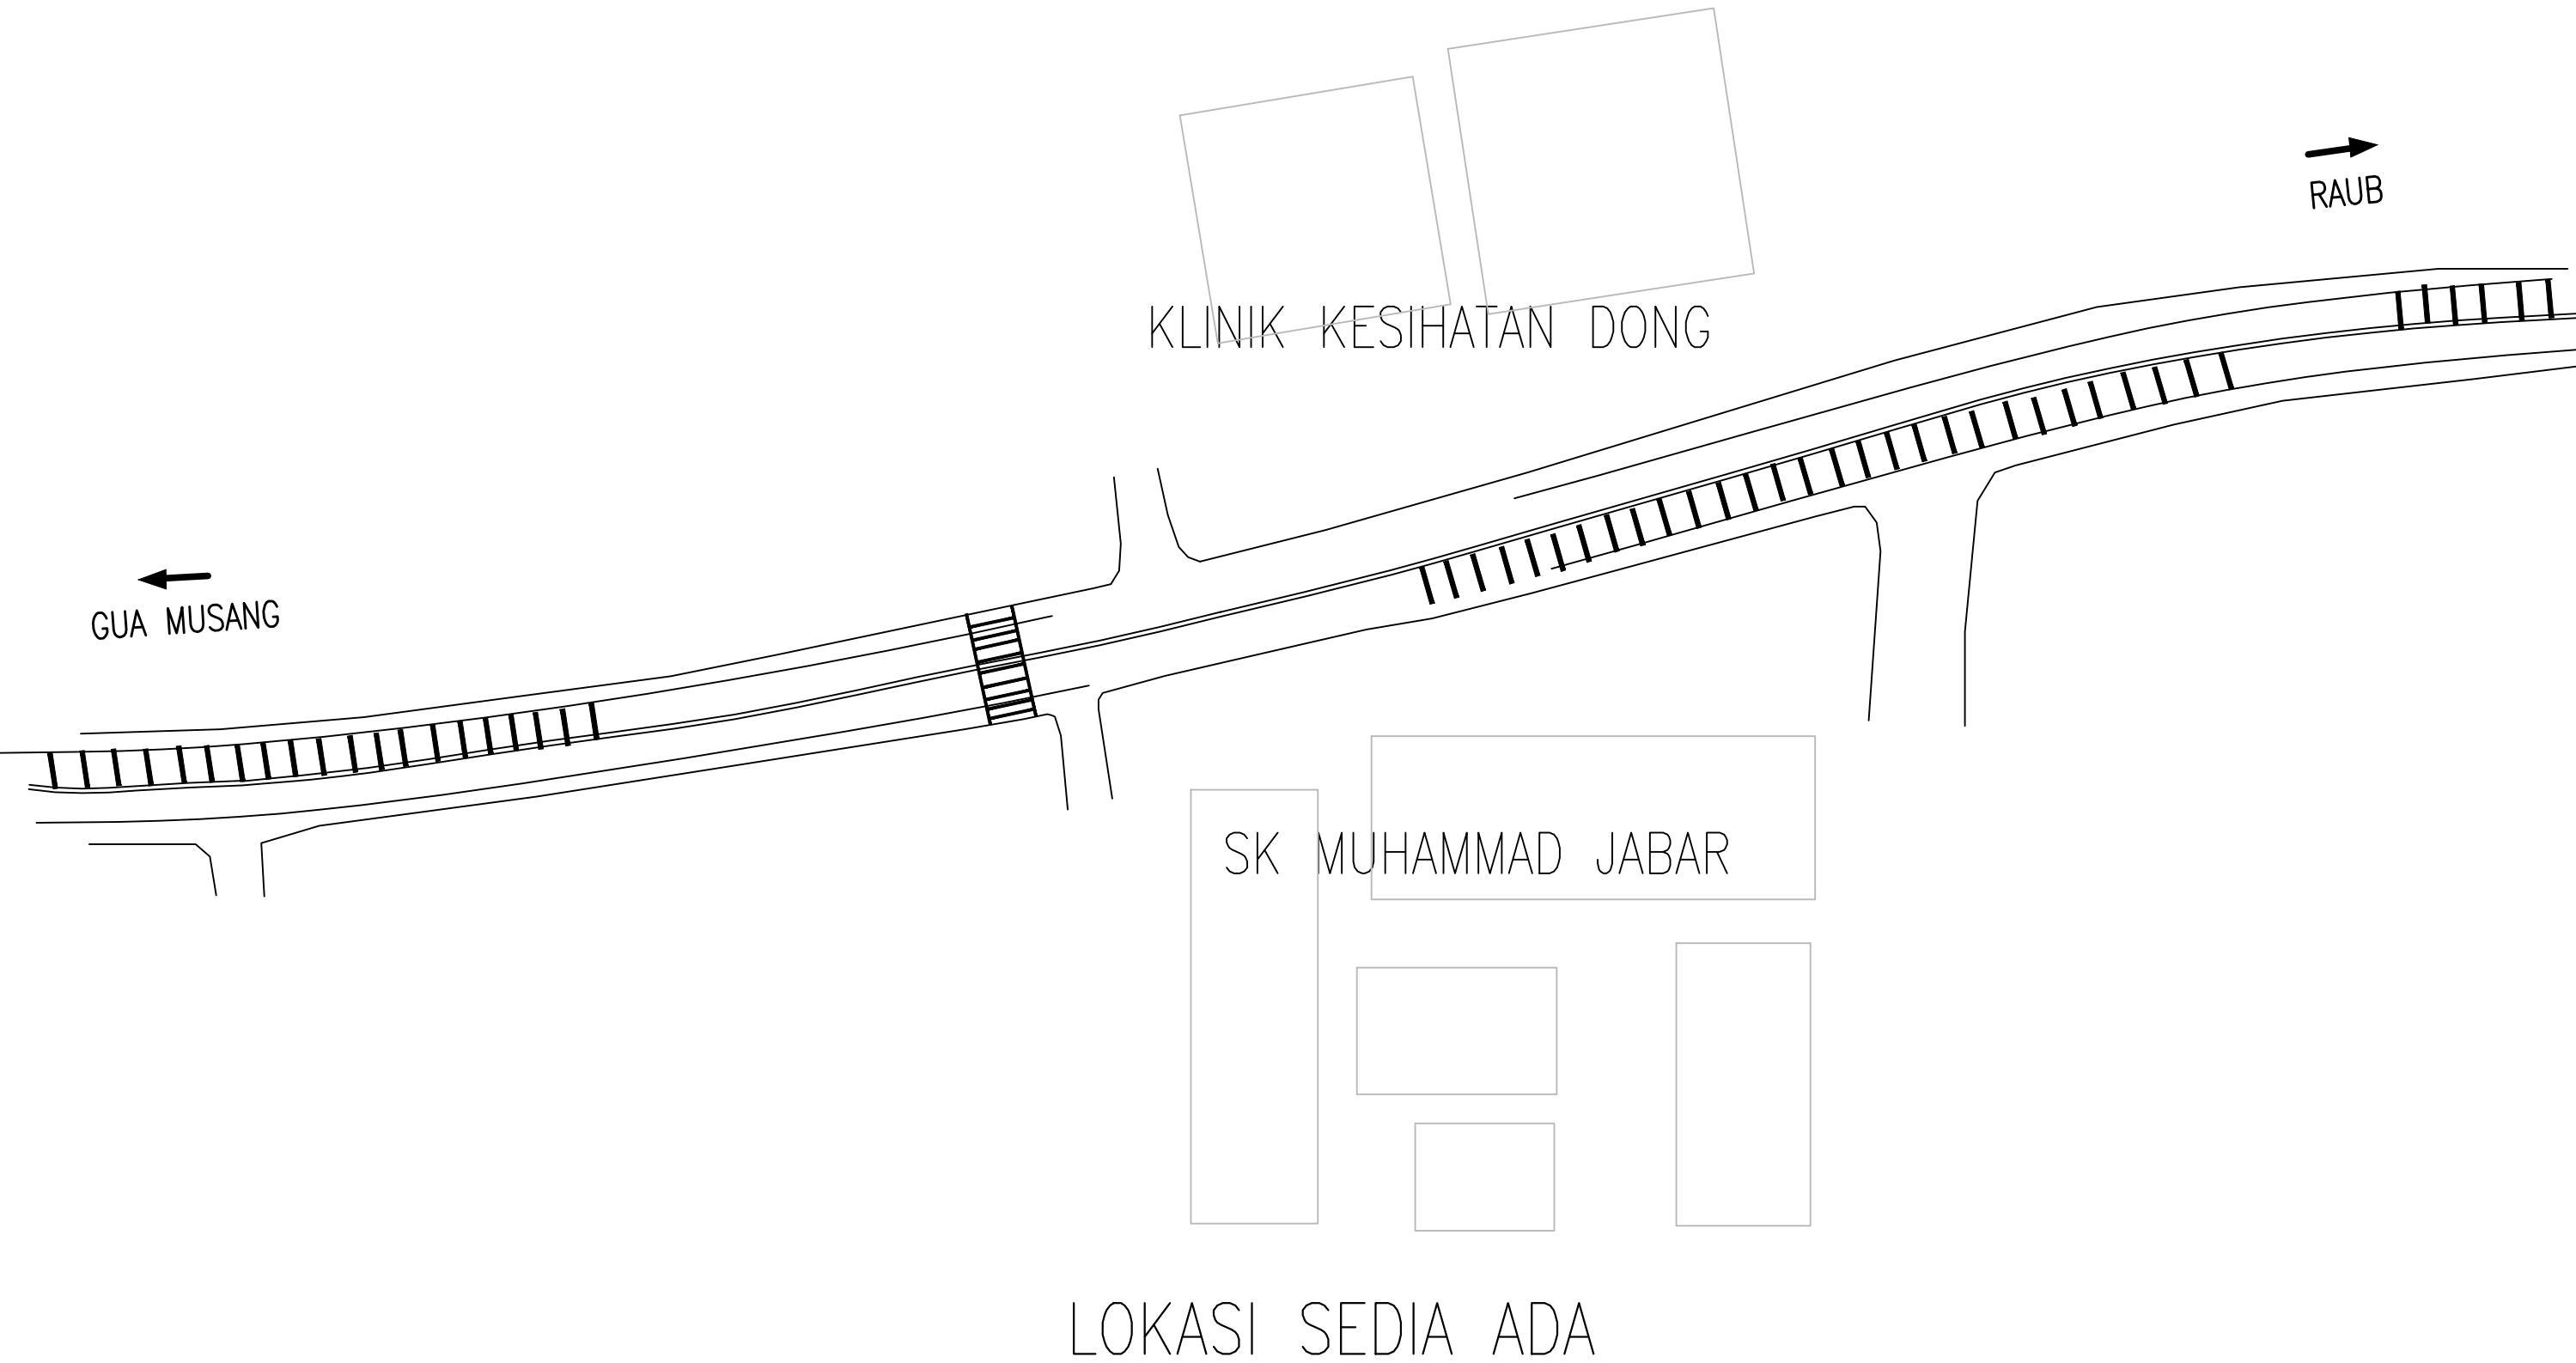 RAUB
KLINIK KESIHATAN DONG
GUA MUSANG
SK MUHAMMAD JABAR
LOKASI SEDIA ADA